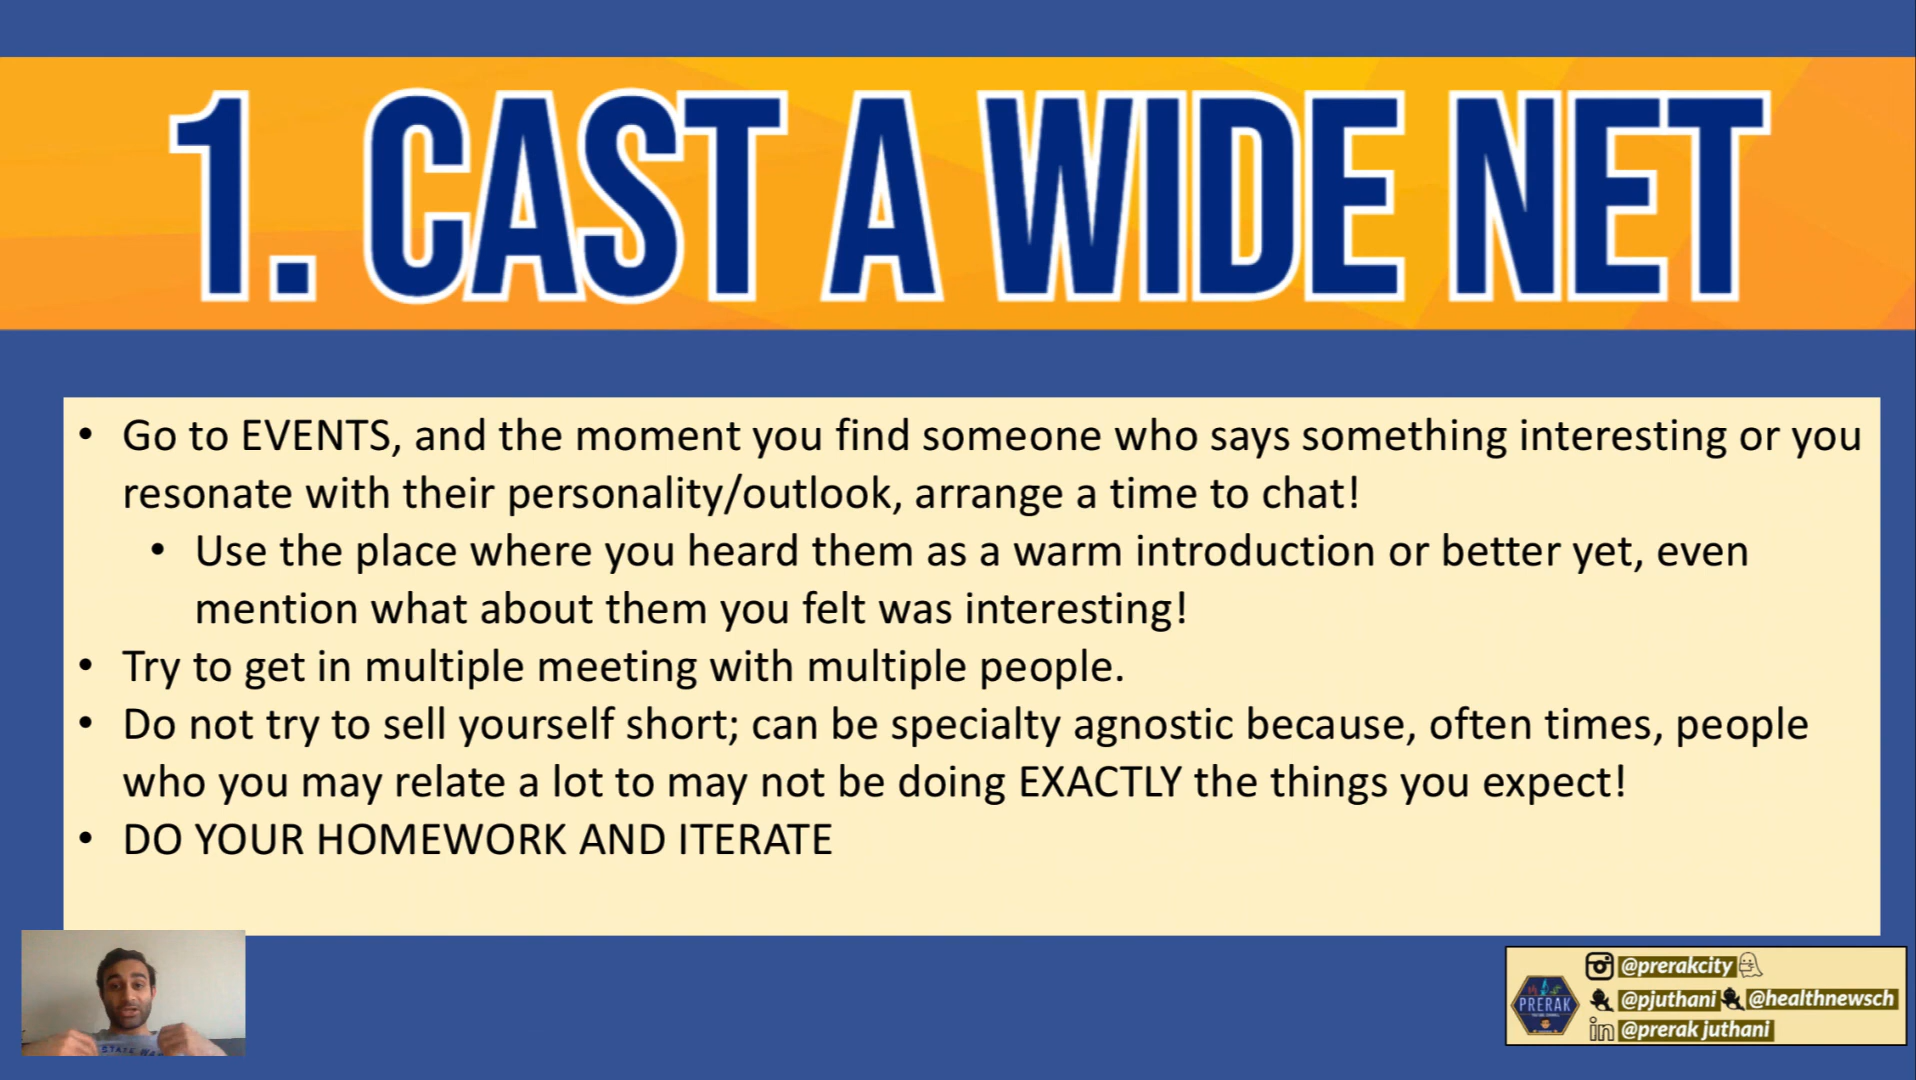 1. CAST A WIDE NET
• Go to EVENTS, and the moment you find someone who says something interesting or you
resonate with their personality/outlook, arrange a time to chat!
• Use the place where you heard them as a warm introduction or better yet, even
mention what about them you felt was interesting!
• Try to get in multiple meeting with multiple people.
• Do not try to sell yourself short; can be specialty agnostic because, often times, people
who you may relate a lot to may not be doing EXACTLY the things you expect!
• DO YOUR HOMEWORK AND ITERATE
STATE
PRERAK
@prerakcity
@pjuthani @healthnewsch
in @prerak juthani